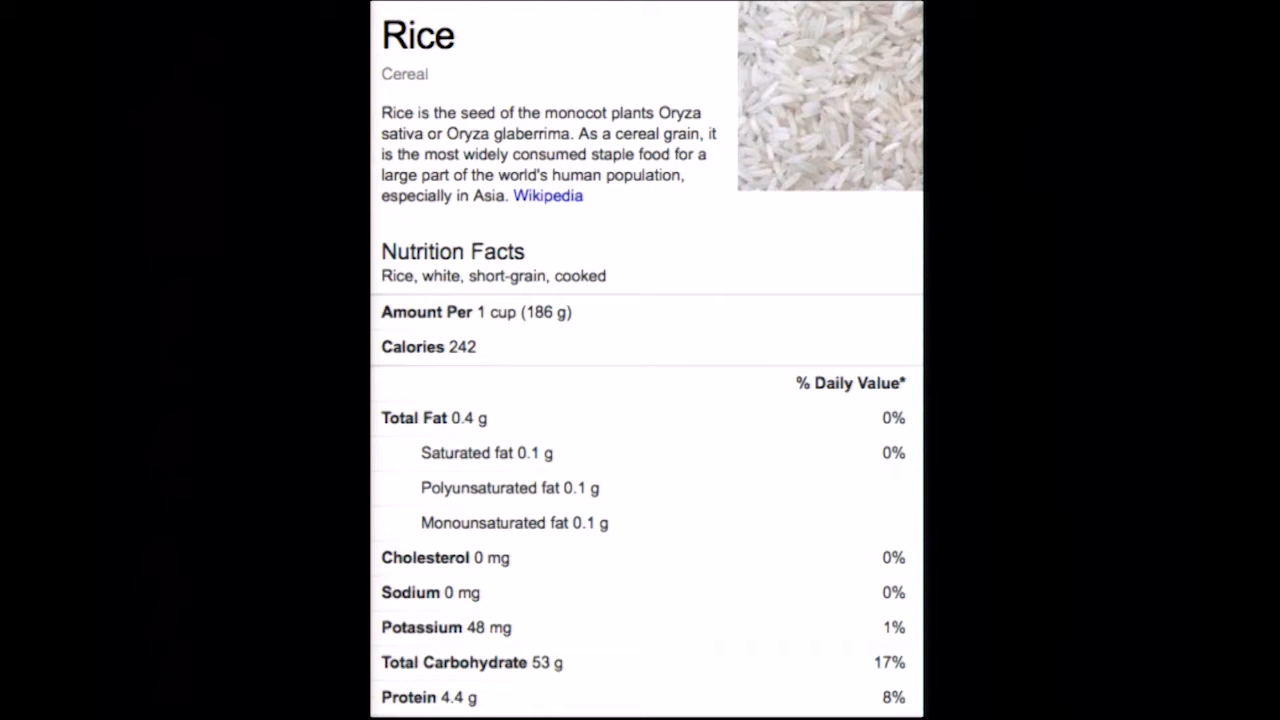 Rice
Cereal
Rice is the seed of the monocot plants Oryza
sativa or Oryza glaberrima. As a cereal grain, it
is the most widely consumed staple food for a
large part of the world's human population,
especially in Asia. Wikipedia
Nutrition Facts
Rice, white, short-grain, cooked
Amount Per 1 cup (186 g)
Calories 242
% Daily Value*
Total Fat 0.4 g 0%
Saturated fat 0.1 g 0%
Polyunsaturated fat 0.1 g
Monounsaturated fat 0.1 g
Cholesterol 0 mg 0%
Sodium 0 mg 0%
Potassium 48 mg 1%
Total Carbohydrate 53 g 17%
Protein 4.4 g 8%